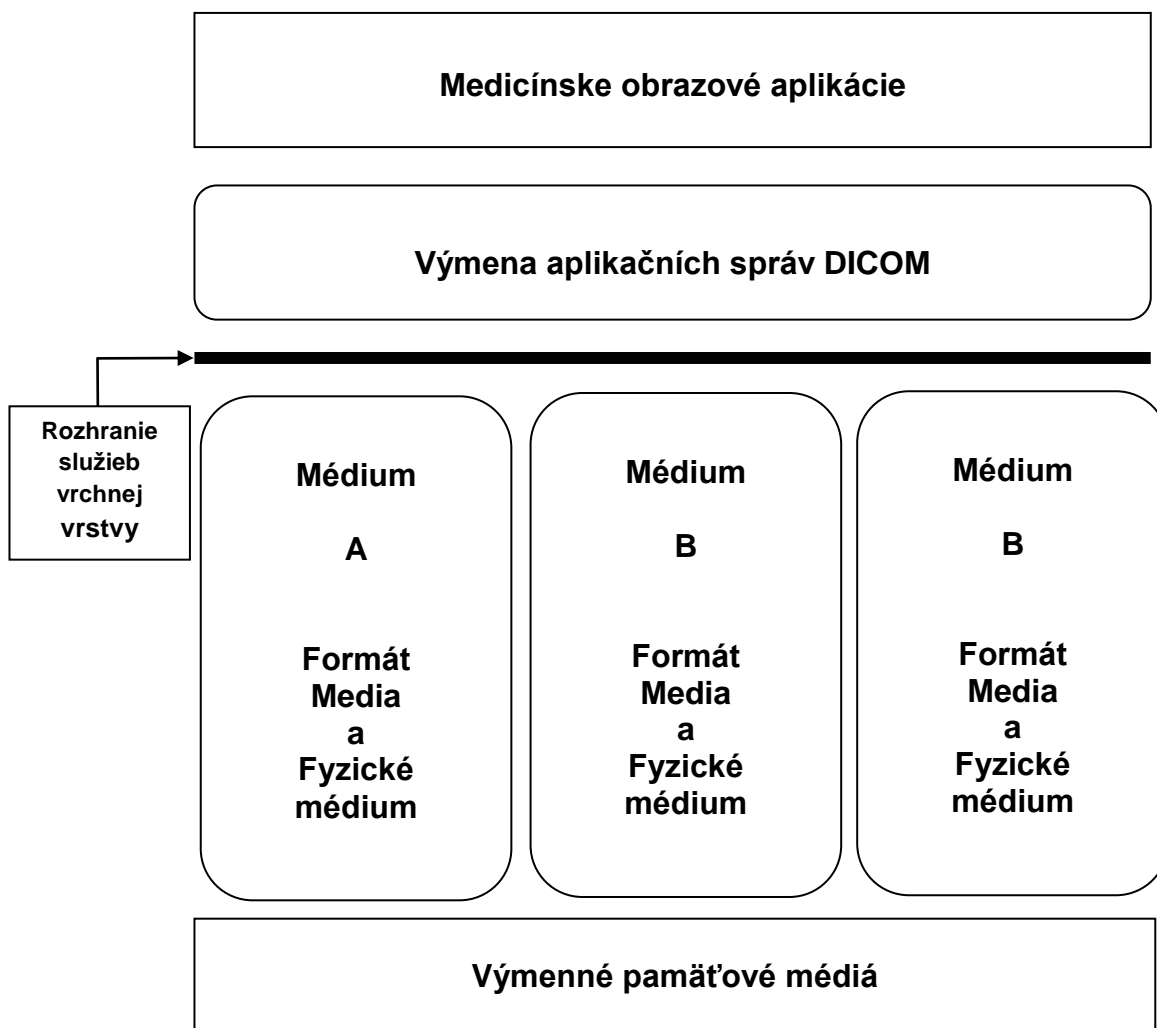 Medicínske obrazové aplikácie
Výmena aplikačních správ DICOM
Rozhranie
služieb
vrchnej
vrstvy
Médium
A
Formát
Media
a
Fyzické
médium
Médium
B
Formát
Media
a
Fyzické
médium
Médium
B
Formát
Media
a
Fyzické
médium
Výmenné pamäťové médiá